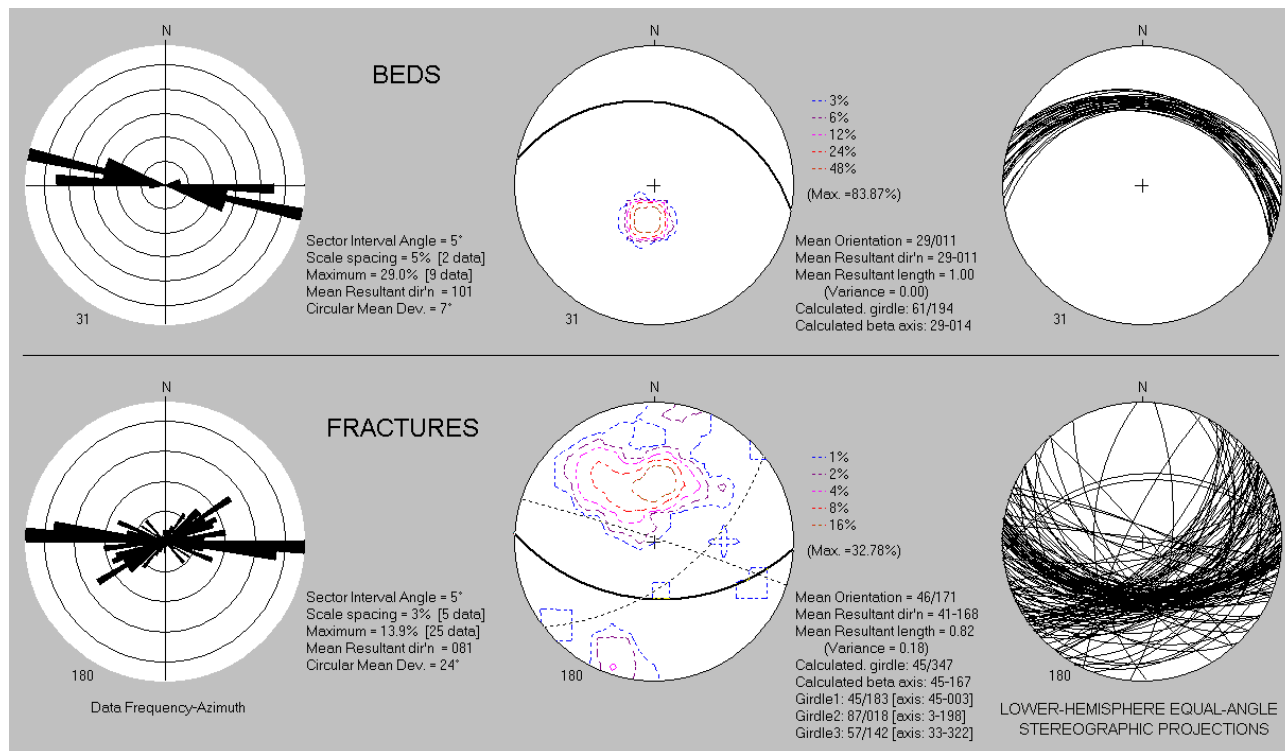 N
N
N
BEDS
--- 3%
--- 6%
--- 12%
--- 24%
--- 48%
(Max. =83.87%)
Sector Interval Angle = 5°
Scale spacing = 5% [2 data]
Maximum = 29.0% [9 data]
Mean Resultant dir'n = 101
Circular Mean Dev. = 7°
31
Mean Orientation = 29/011
Mean Resultant dir'n = 29-011
Mean Resultant length = 1.00
(Variance = 0.00)
Calculated. girdle: 61/194
Calculated beta axis: 29-014
31
31
N
N
N
FRACTURES
--- 1%
--- 2%
--- 4%
--- 8%
--- 16%
(Max. =32.78%)
Sector Interval Angle = 5°
Scale spacing = 3% [5 data]
Maximum = 13.9% [25 data]
Mean Resultant dir'n = 081
Circular Mean Dev. = 24°
180
Data Frequency-Azimuth
Mean Orientation = 46/171
Mean Resultant dir'n = 41-168
Mean Resultant length = 0.82
(Variance = 0.18)
Calculated. girdle: 45/347
Calculated beta axis: 45-167
Girdle1: 45/183 [axis: 45-003]
Girdle2: 87/018 [axis: 3-198]
Girdle3: 57/142 [axis: 33-322]
180
180
LOWER-HEMISPHERE EQUAL-ANGLE
STEREOGRAPHIC PROJECTIONS